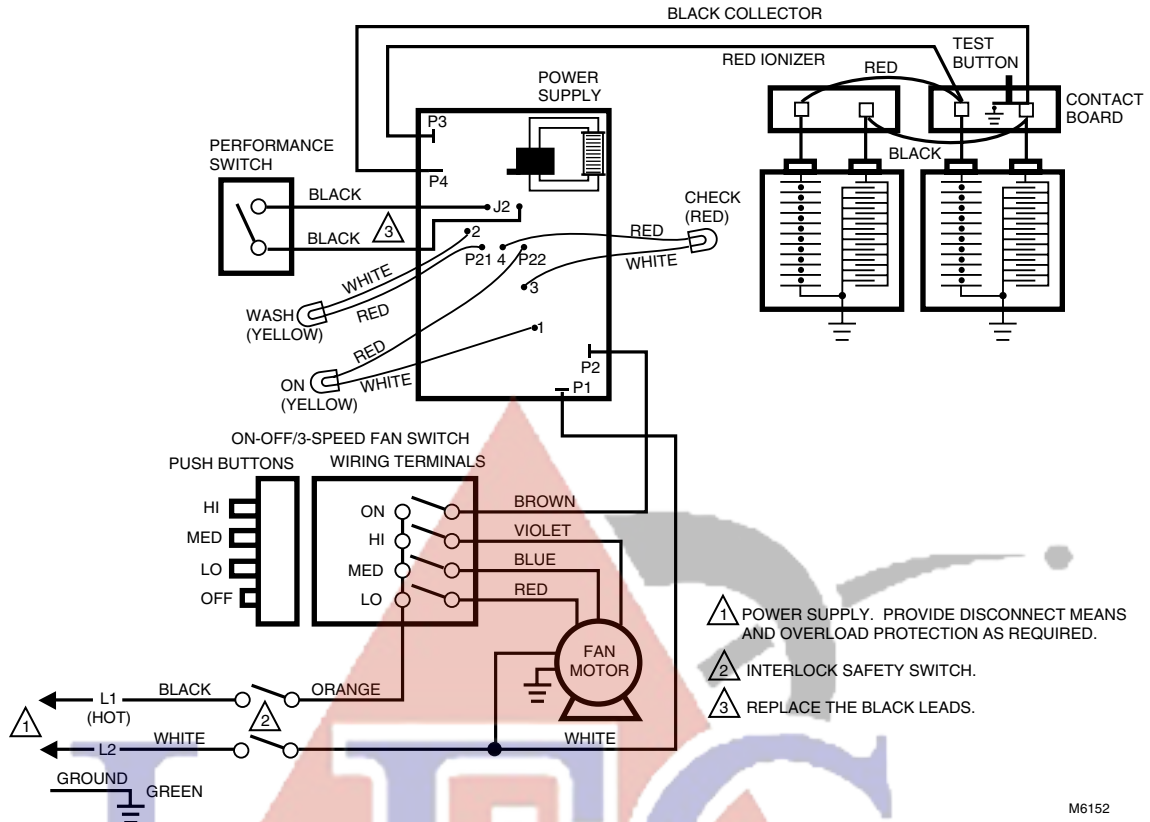 BLACK COLLECTOR
RED IONIZER
TEST
BUTTON
RED
CONTACT
BOARD
BLACK
POWER
SUPPLY
P3
P4
PERFORMANCE
SWITCH
BLACK
BLACK
3
J2
2
P21
4
P22
3
1
P2
P1
CHECK
(RED)
RED
WHITE
WHITE
RED
WASH
(YELLOW)
RED
WHITE
ON
(YELLOW)
ON-OFF/3-SPEED FAN SWITCH
PUSH BUTTONS
WIRING TERMINALS
HI
MED
LO
OFF
ON
HI
MED
LO
BROWN
VIOLET
BLUE
RED
FAN
MOTOR
1 POWER SUPPLY. PROVIDE DISCONNECT MEANS
AND OVERLOAD PROTECTION AS REQUIRED.
2 INTERLOCK SAFETY SWITCH.
3 REPLACE THE BLACK LEADS.
1
L1
(HOT)
BLACK
ORANGE
2
L2
WHITE
WHITE
GROUND
GREEN
M6152